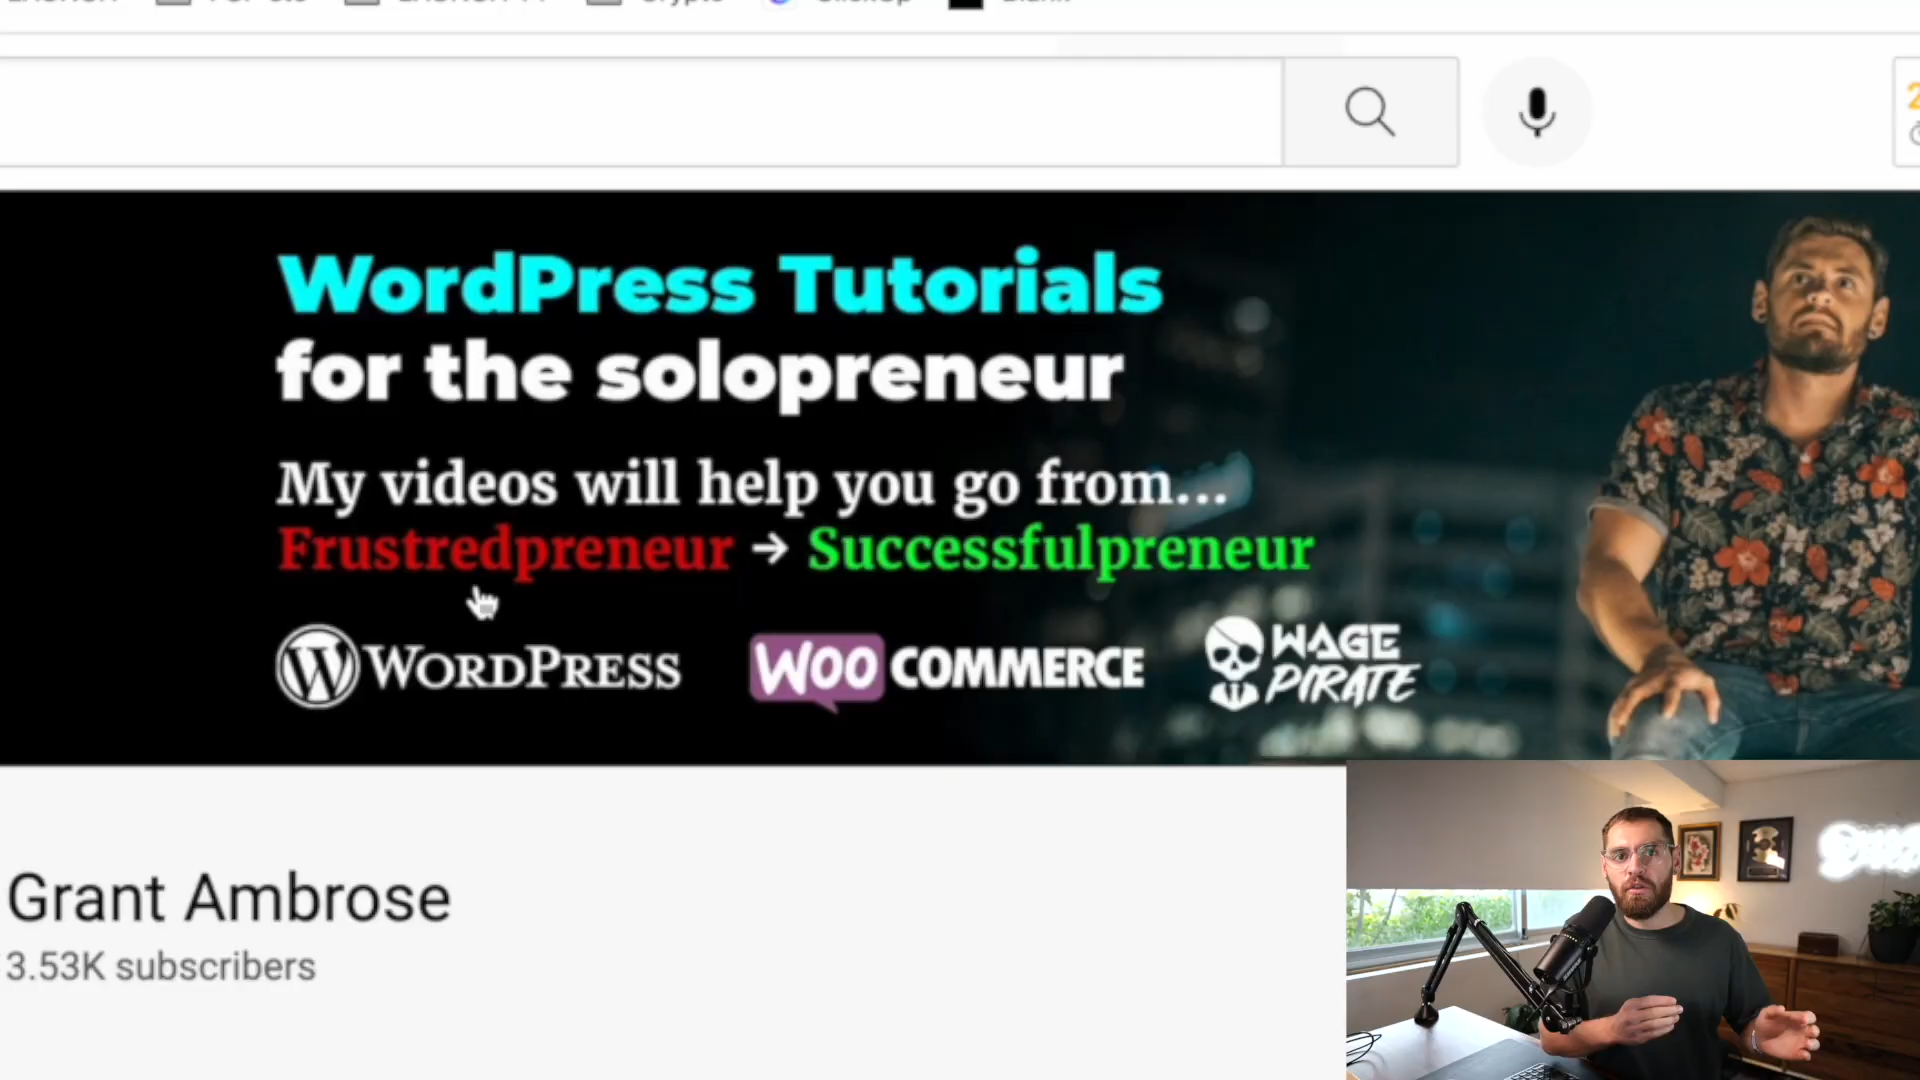 WordPress Tutorials
for the solopreneur
My videos will help you go from...
Frustredpreneur → Successfulpreneur
WORDPRESS
WOO COMMERCE
WAGE
PIRATE
Grant Ambrose
3.53K subscribers